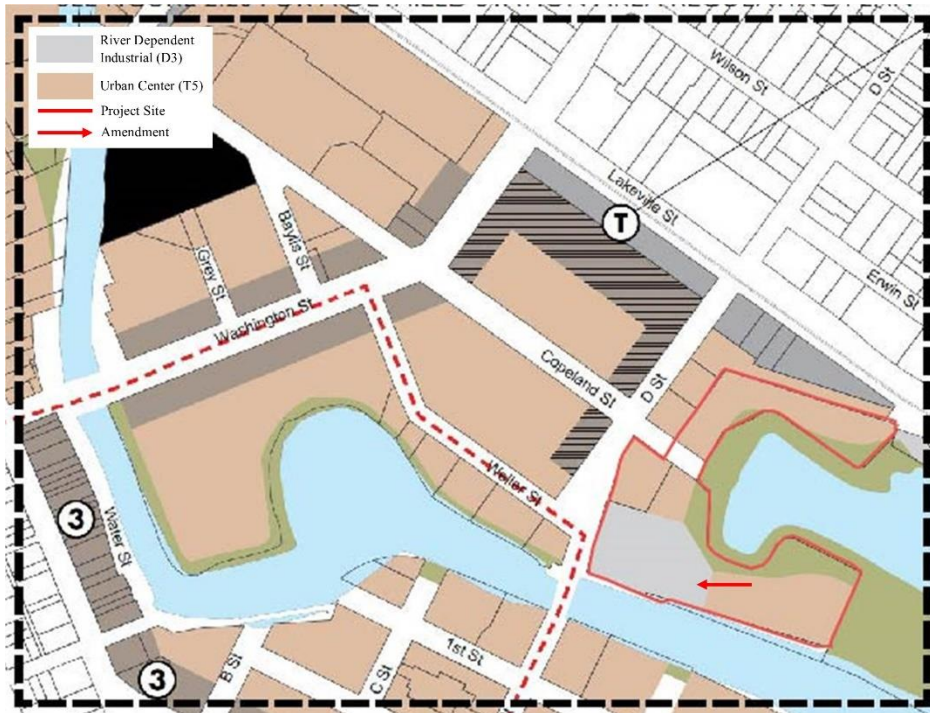 River Dependent
Industrial (D3)
Urban Center (T5)
Project Site
Amendment
Wilson St
D St
Lakeville St
T
Erwin St
Baylis St
Grey St
Washington St
Copeland St
D St
Weller St
3
Water St
1st St
3
B St
C St